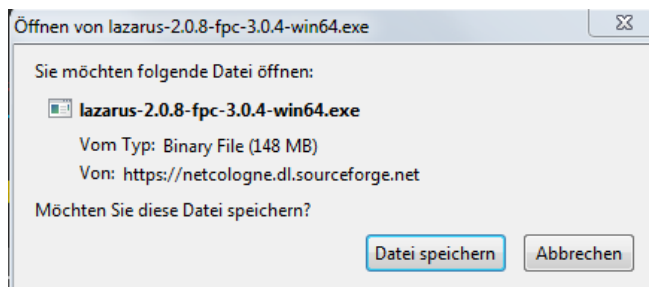 Öffnen von lazarus-2.0.8-fpc-3.0.4-win64.exe
Sie möchten folgende Datei öffnen:
lazarus-2.0.8-fpc-3.0.4-win64.exe
Vom Typ: Binary File (148 MB)
Von: https://netcologne.dl.sourceforge.net
Möchten Sie diese Datei speichern?
Datei speichern Abbrechen